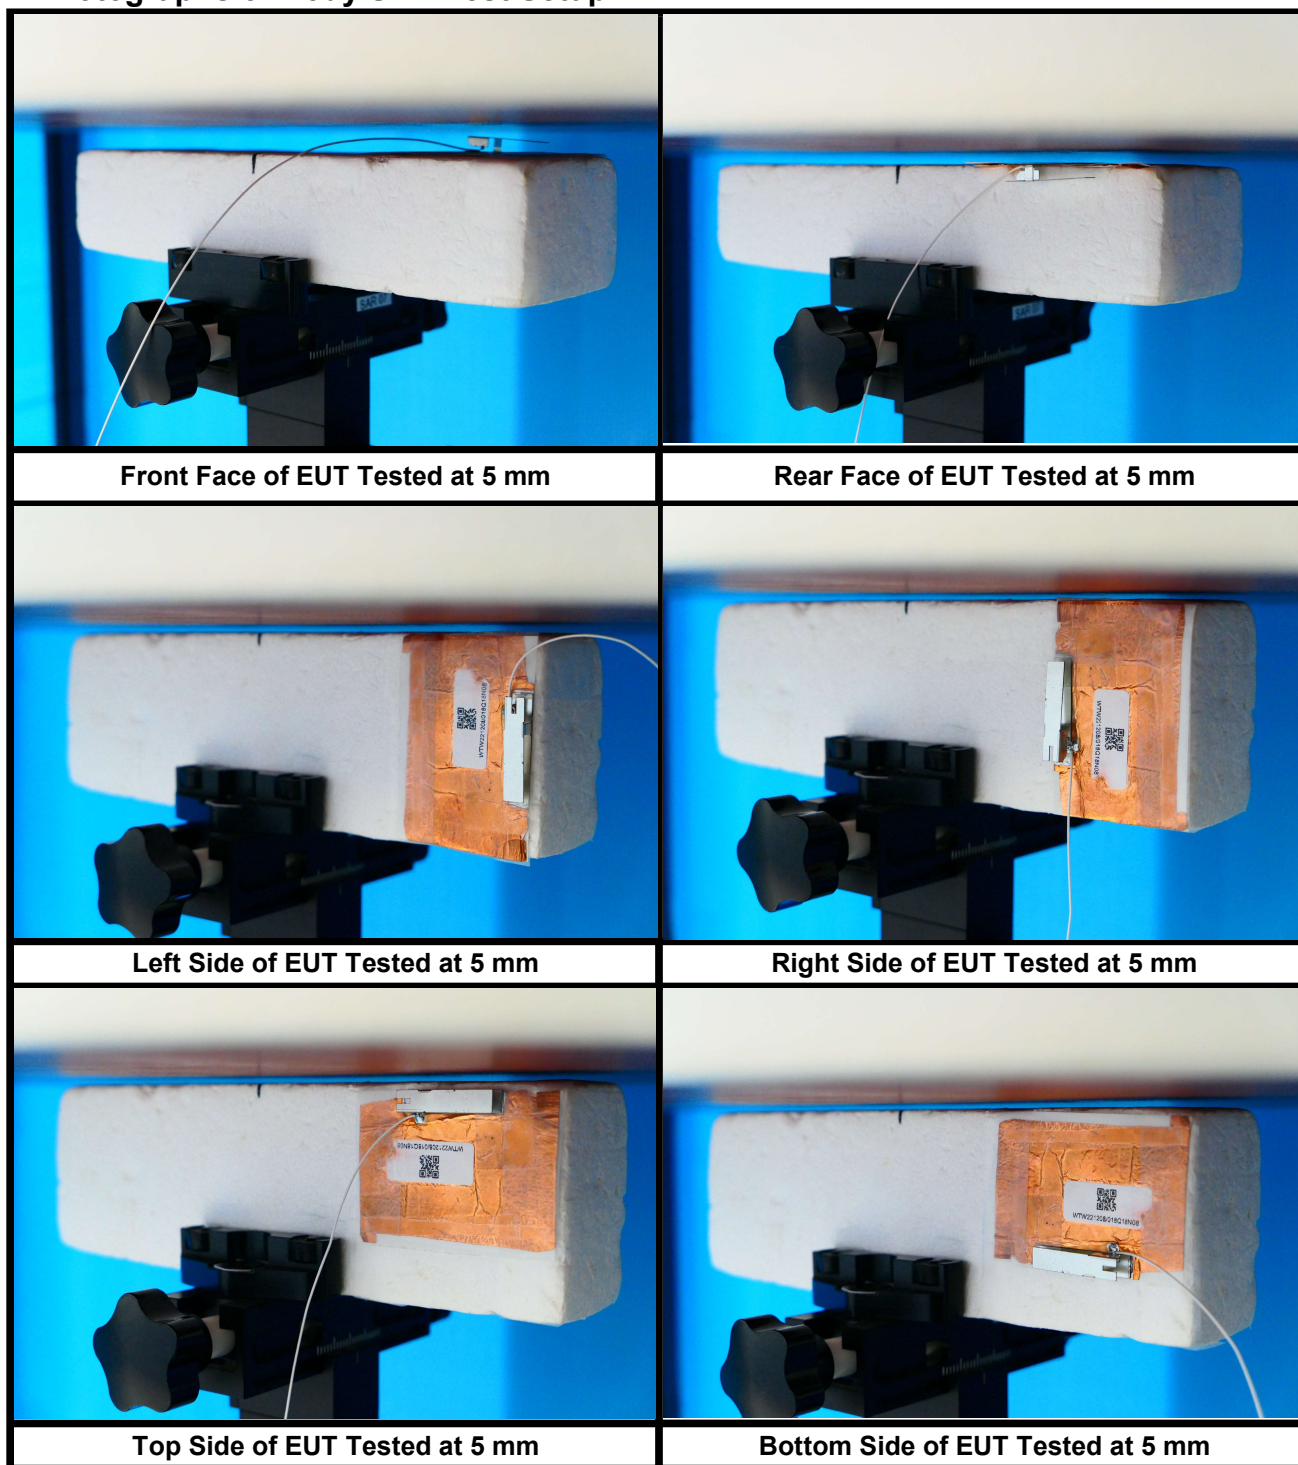 SAR 07
Front Face of EUT Tested at 5 mm
Rear Face of EUT Tested at 5 mm
Left Side of EUT Tested at 5 mm
Right Side of EUT Tested at 5 mm
Top Side of EUT Tested at 5 mm
Bottom Side of EUT Tested at 5 mm